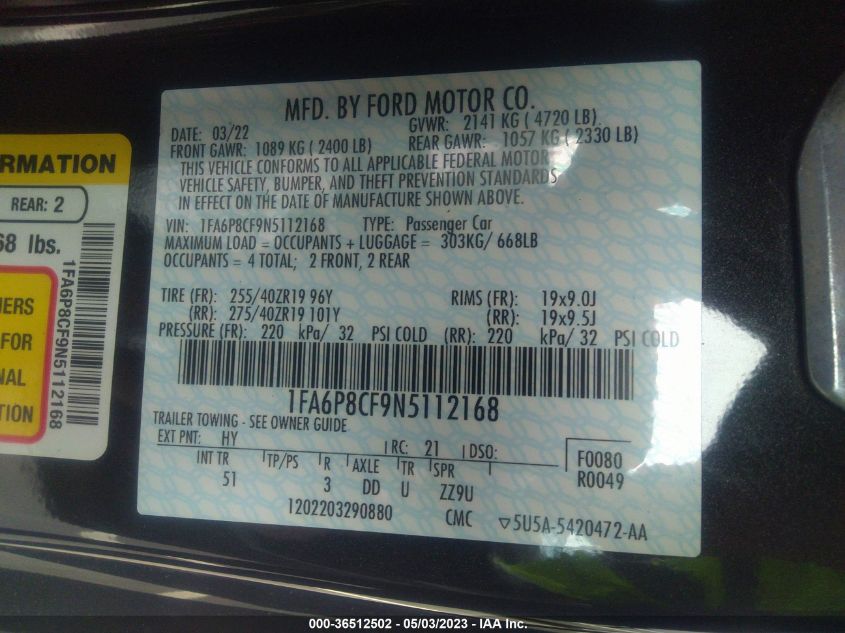 MFD. BY FORD MOTOR CO.
DATE: 03/22 GVWR: 2141 KG ( 4720 LB)
FRONT GAWR: 1089 KG ( 2400 LB) REAR GAWR: 1057 KG ( 2330 LB)
THIS VEHICLE CONFORMS TO ALL APPLICABLE FEDERAL MOTOR
VEHICLE SAFETY, BUMPER, AND THEFT PREVENTION STANDARDS
IN EFFECT ON THE DATE OF MANUFACTURE SHOWN ABOVE.
VIN: 1FA6P8CF9N5112168 TYPE: Passenger Car
MAXIMUM LOAD = OCCUPANTS + LUGGAGE = 303KG/ 668LB
OCCUPANTS = 4 TOTAL; 2 FRONT, 2 REAR
TIRE (FR): 255/40ZR19 96Y RIMS (FR): 19x9.0J
(RR): 275/40ZR19 101Y (RR): 19x9.5J
PRESSURE (FR): 220 kPa/ 32 PSI COLD (RR): 220 kPa/ 32 PSI COLD
1FA6P8CF9N5112168
TRAILER TOWING - SEE OWNER GUIDE
EXT PNT: HY RC: 21 DSO: F0080
INT TR TP/PS R AXLE TR SPR R0049
51 3 DD U ZZ9U
1202203290880 CMC 5U5A-5420472-AA
RMATION
REAR: 2
68 lbs.
IERS
FOR
NAL
TION
1FA6P8CF9N5112168
000-36512502 - 05/03/2023 - IAA Inc.